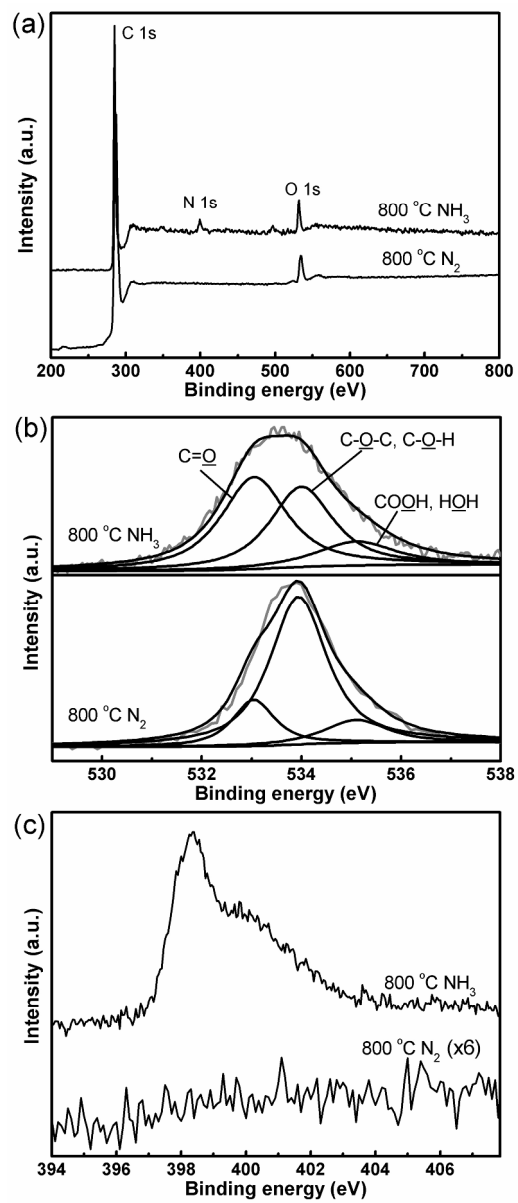 (a)
C 1s
N 1s
O 1s
800 °C NH3
800 °C N2
Intensity (a.u.)
200 300 400 500 600 700 800
Binding energy (eV)
(b)
C=O
C-O-C, C-O-H
COOH, HOH
800 °C NH3
800 °C N2
Intensity (a.u.)
530 532 534 536 538
Binding energy (eV)
(c)
800 °C NH3
800 °C N2 (x6)
Intensity (a.u.)
394 396 398 400 402 404 406
Binding energy (eV)